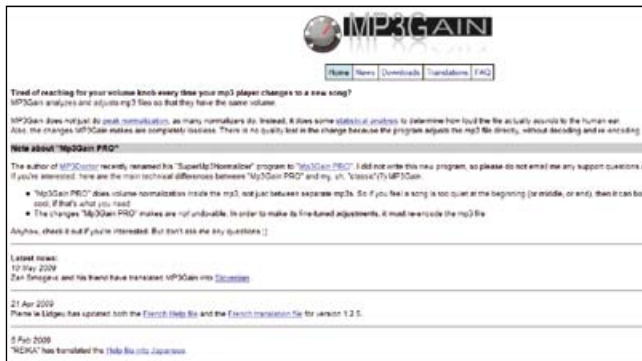 MP3GAIN
Home News Downloads Translations FAQ
Tired of reaching for your volume knob every time your mp3 player changes to a new song?
MP3Gain analyzes and adjusts mp3 files so that they have the same volume.
MP3Gain does not just do peak normalization, as many normalizers do. Instead, it does some statistical analysis to determine how loud the file actually sounds to the human ear.
Also, the changes MP3Gain makes are completely lossless. There is no quality lost in the change because the program adjusts the mp3 file directly, without decoding and re-encoding.
Note about "Mp3Gain PRO"
The author of MP3Doctor recently renamed his "SuperMp3Normalizer" program to "Mp3Gain PRO". I did not write this new program, so please do not email me any support questions
If you're interested, here are the main technical differences between "Mp3Gain PRO" and my, oh, "classic"(?) MP3Gain.
"Mp3Gain PRO" does volume normalization inside the mp3, not just between separate mp3s. So if you feel a song is too quiet at the beginning (or middle, or end), then it can bo
cool, if that's what you need
The changes "Mp3Gain PRO" makes are not undoable. In order to make its fine-tuned adjustments, it must re-encode the mp3 file
Anyhow, check it out if you're interested. But don't ask me any questions :)
Latest news:
10 May 2009
Zan and his friend have translated MP3Gain into Slovenian.
21 Apr 2009
Pierre le Lidgeu has updated both the French Help file and the French translation file for version 1.2.5.
5 Feb 2009
"REIKA" has translated the Help file into Japanese.